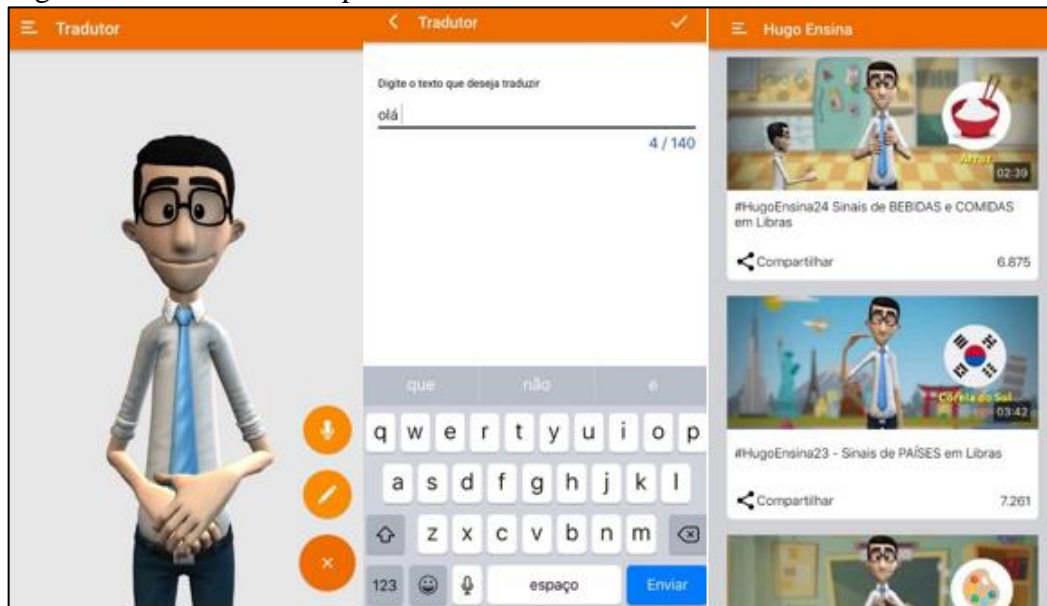 Tradutor
Tradutor
Digite o texto que deseja traduzir
olá
4 / 140
que não e
q w e r t y u i o p
a s d f g h j k l
z x c v b n m
123 espaço Enviar
Hugo Ensina
Arroz
02:39
#HugoEnsina24 Sinais de BEBIDAS e COMIDAS
em Libras
Compartilhar 6.875
Coreia do Sul
03:42
#HugoEnsina23 - Sinais de PAÍSES em Libras
Compartilhar 7.261